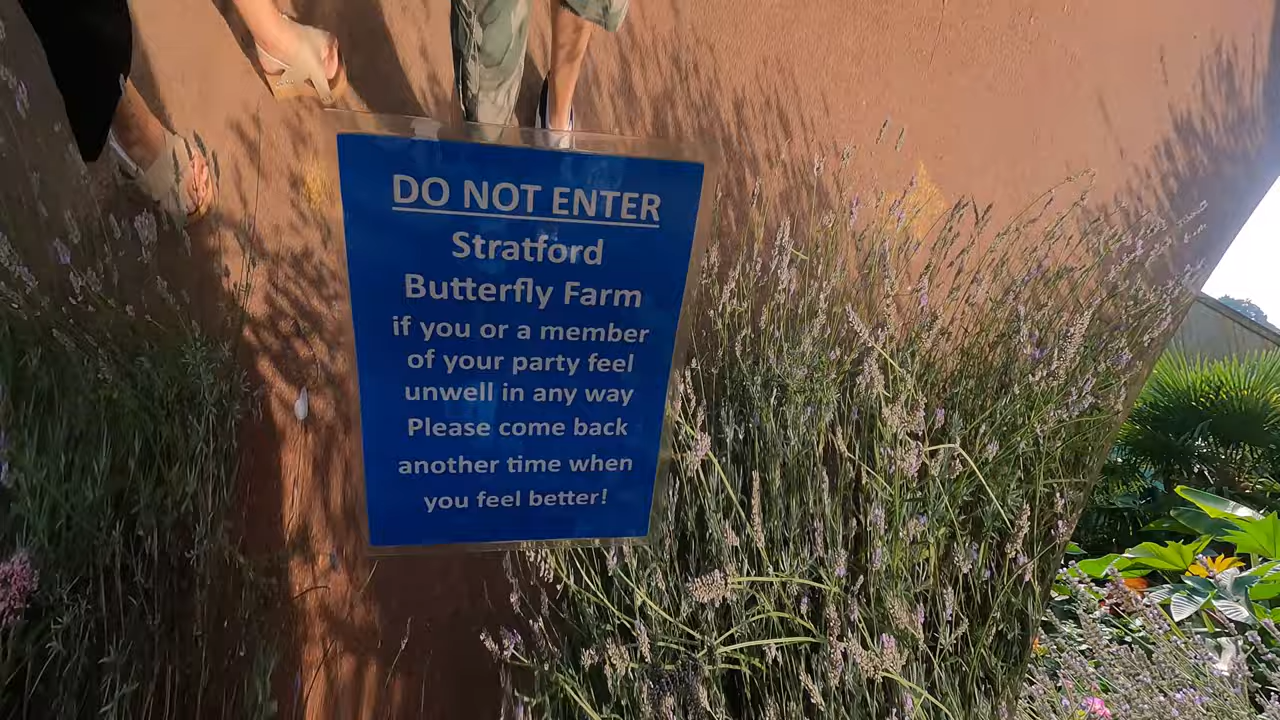 DO NOT ENTER
Stratford
Butterfly Farm
if you or a member
of your party feel
unwell in any way
Please come back
another time when
you feel better!